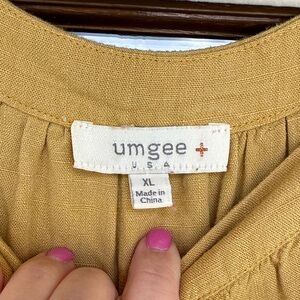 umgee +
USA
XL
Made in
China